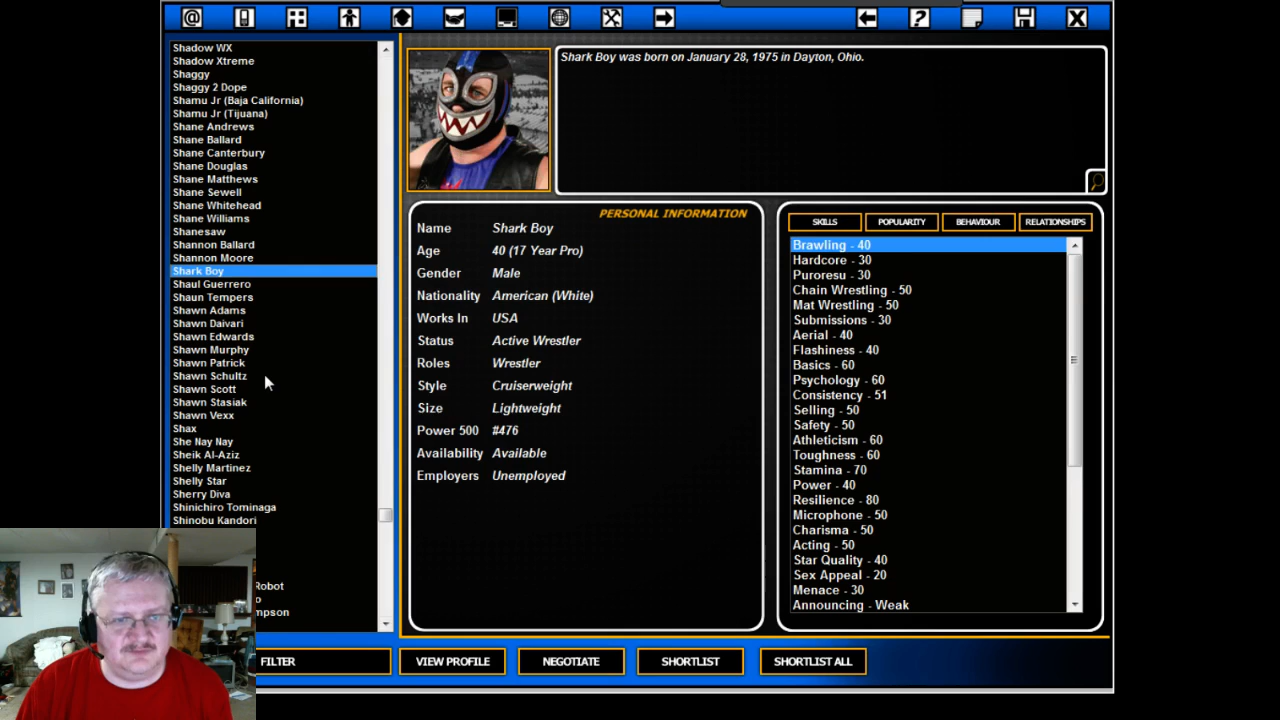 Shadow WX
Shadow Xtreme
Shaggy
Shaggy 2 Dope
Shamu Jr (Baja California)
Shamu Jr (Tijuana)
Shane Andrews
Shane Ballard
Shane Canterbury
Shane Douglas
Shane Matthews
Shane Sewell
Shane Whitehead
Shane Williams
Shanesaw
Shannon Ballard
Shannon Moore
Shark Boy
Shaul Guerrero
Shaun Tempers
Shawn Adams
Shawn Daivari
Shawn Edwards
Shawn Murphy
Shawn Patrick
Shawn Schultz
Shawn Scott
Shawn Stasiak
Shawn Vexx
Shax
She Nay Nay
Sheik Al-Aziz
Shelly Martinez
Shelly Star
Sherry Diva
Shinichiro Tominaga
Shinobu Kandori
Robot
o
mpson
FILTER
Shark Boy was born on January 28, 1975 in Dayton, Ohio.
PERSONAL INFORMATION
Name Shark Boy
Age 40 (17 Year Pro)
Gender Male
Nationality American (White)
Works In USA
Status Active Wrestler
Roles Wrestler
Style Cruiserweight
Size Lightweight
Power 500 #476
Availability Available
Employers Unemployed
SKILLS POPULARITY BEHAVIOUR RELATIONSHIPS
Brawling - 40
Hardcore - 30
Puroresu - 30
Chain Wrestling - 50
Mat Wrestling - 50
Submissions - 30
Aerial - 40
Flashiness - 40
Basics - 60
Psychology - 60
Consistency - 51
Selling - 50
Safety - 50
Athleticism - 60
Toughness - 60
Stamina - 70
Power - 40
Resilience - 80
Microphone - 50
Charisma - 50
Acting - 50
Star Quality - 40
Sex Appeal - 20
Menace - 30
Announcing - Weak
VIEW PROFILE NEGOTIATE SHORTLIST SHORTLIST ALL